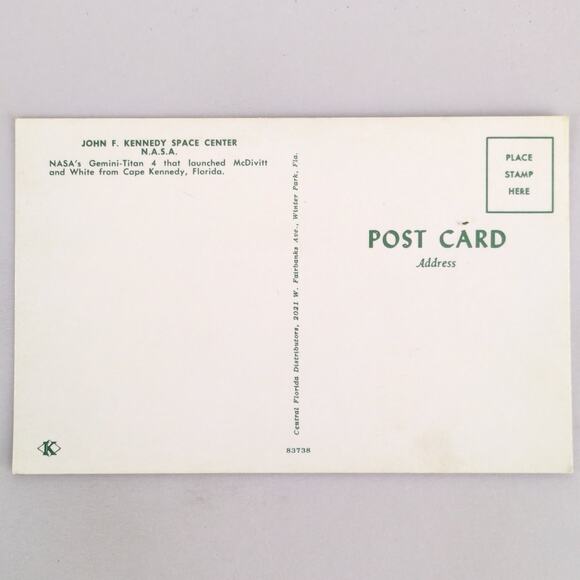 JOHN F. KENNEDY SPACE CENTER
N.A.S.A.
NASA's Gemini-Titan 4 that launched McDivitt
and White from Cape Kennedy, Florida.
Central Florida Distributors, 2021 W. Fairbanks Ave., Winter Park, Fla.
PLACE
STAMP
HERE
POST CARD
Address
K
83738